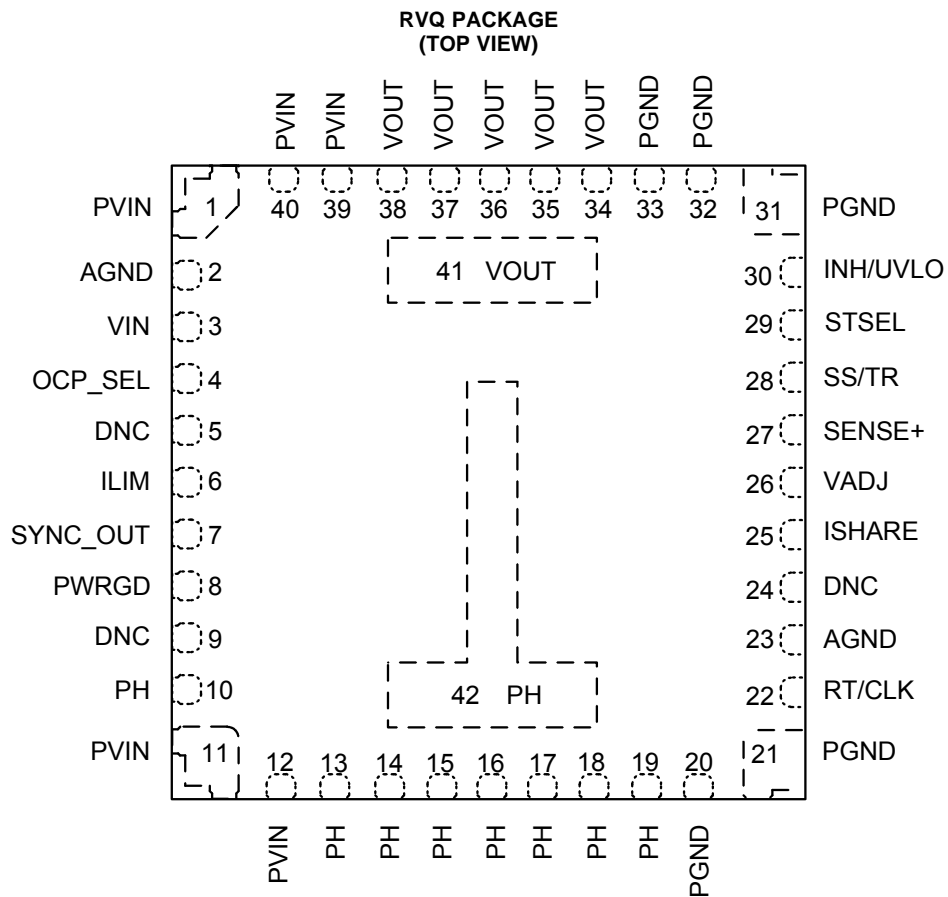 RVQ PACKAGE
(TOP VIEW)
PVIN
PVIN
VOUT
VOUT
VOUT
VOUT
VOUT
PGND
PGND
40 39 38 37 36 35 34 33 32
PVIN 1
31 PGND
AGND 2
41 VOUT
30 INH/UVLO
VIN 3
29 STSEL
OCP_SEL 4
28 SS/TR
DNC 5
27 SENSE+
ILIM 6
26 VADJ
SYNC_OUT 7
25 ISHARE
PWRGD 8
24 DNC
DNC 9
23 AGND
PH 10
42 PH
22 RT/CLK
PVIN 11
21 PGND
12 13 14 15 16 17 18 19 20
PVIN
PH
PH
PH
PH
PH
PH
PH
PGND